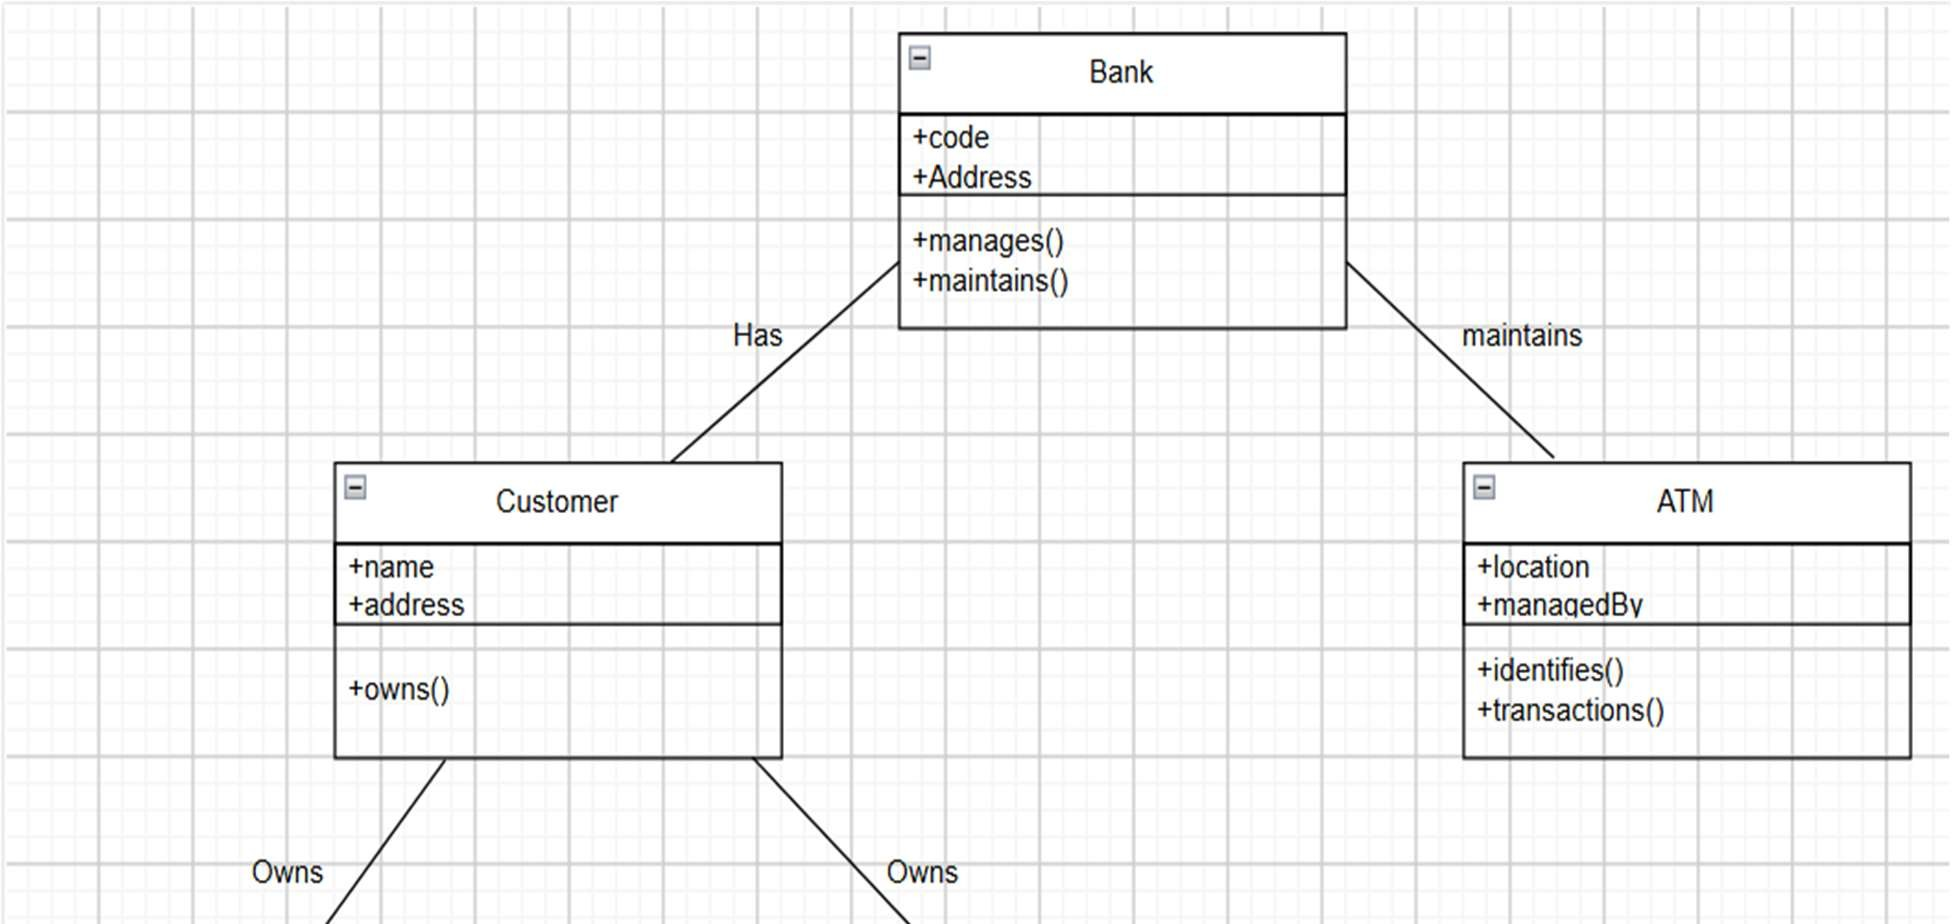 Bank
+code
+Address
+manages()
+maintains()
Has
maintains
Customer
+name
+address
+owns()
ATM
+location
+managedBy
+identifies()
+transactions()
Owns
Owns